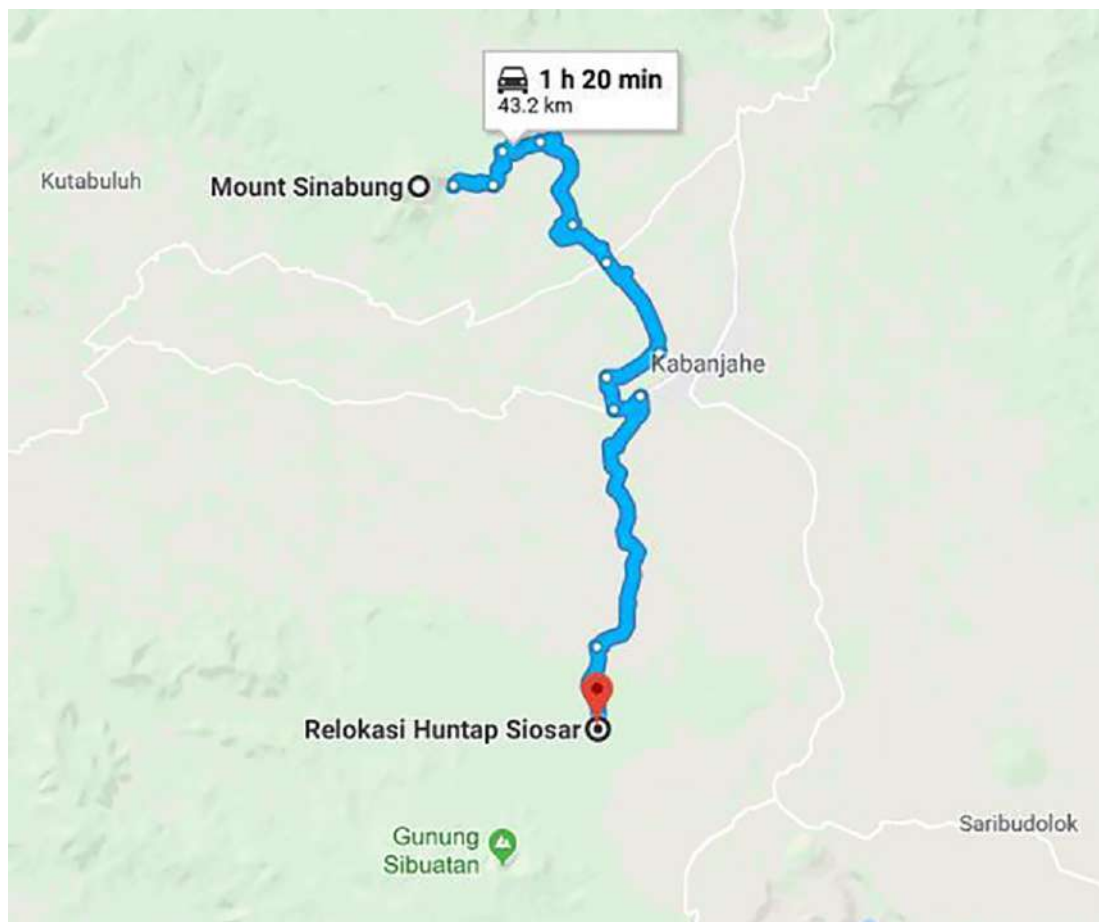 1 h 20 min
43.2 km
Kutabuluh
Mount Sinabung
Kabanjahe
Relokasi Huntap Siosar
Gunung
Sibuatan
Saribudolok